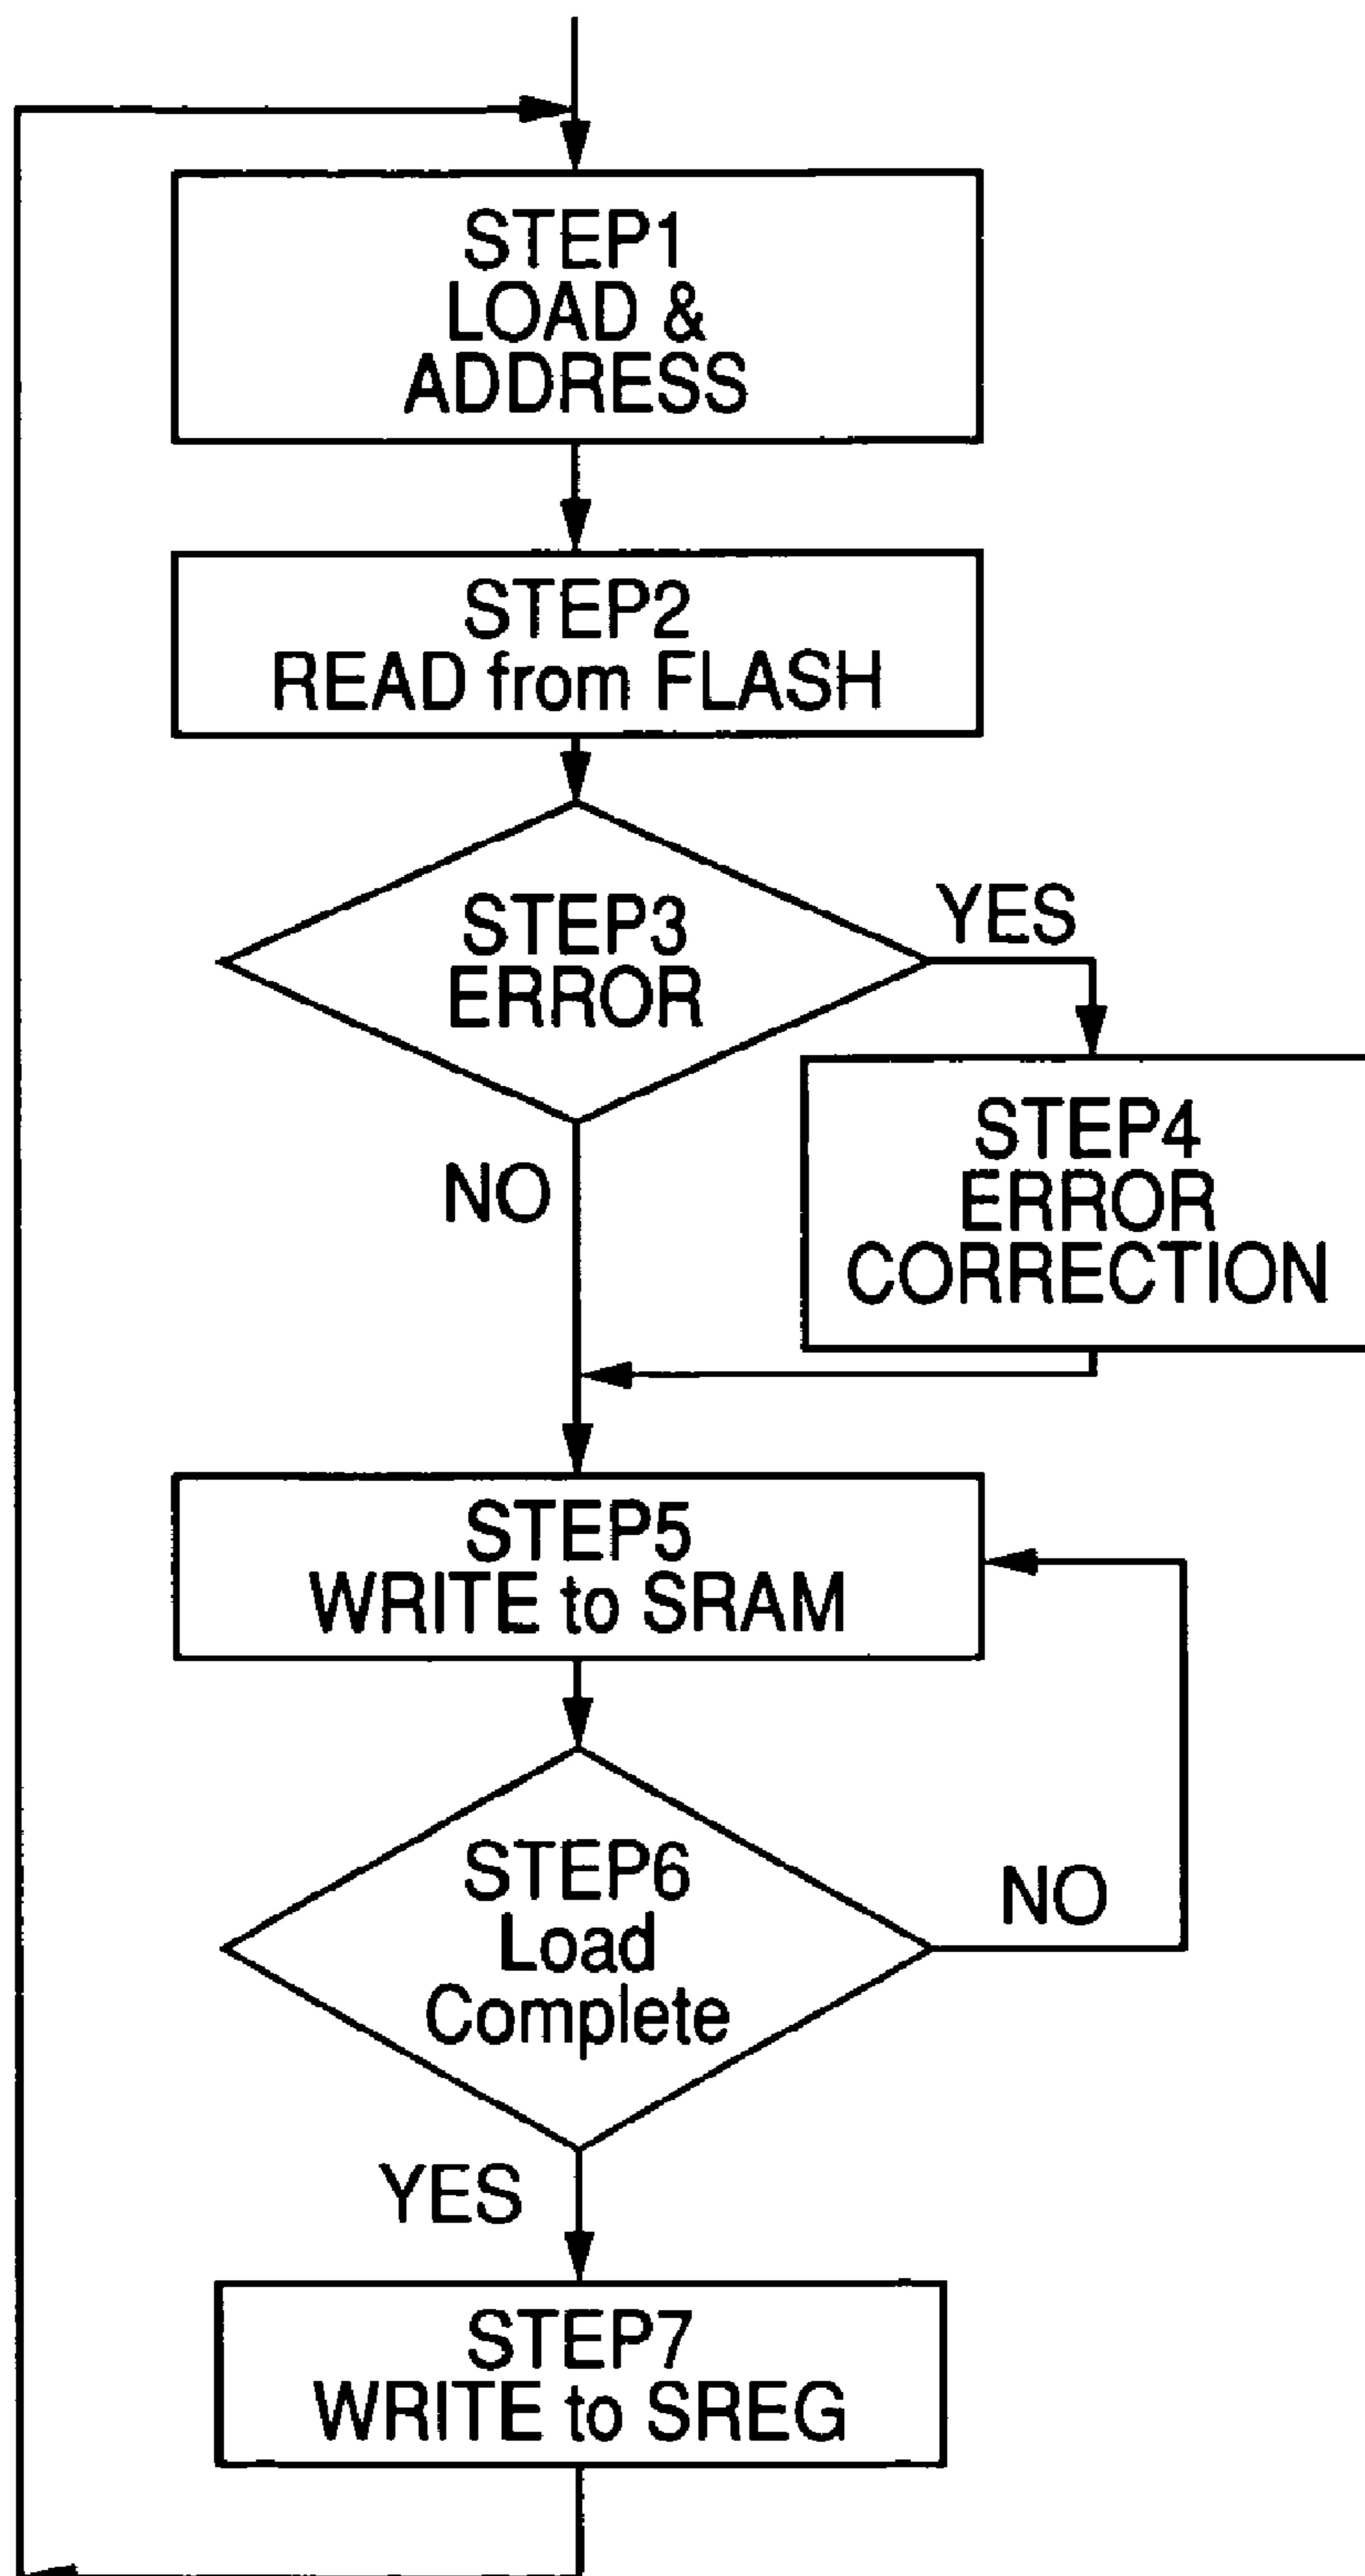 STEP1
LOAD &
ADDRESS
STEP2
READ from FLASH
STEP3
ERROR
YES
NO
STEP4
ERROR
CORRECTION
STEP5
WRITE to SRAM
STEP6
Load
Complete
NO
YES
STEP7
WRITE to SREG